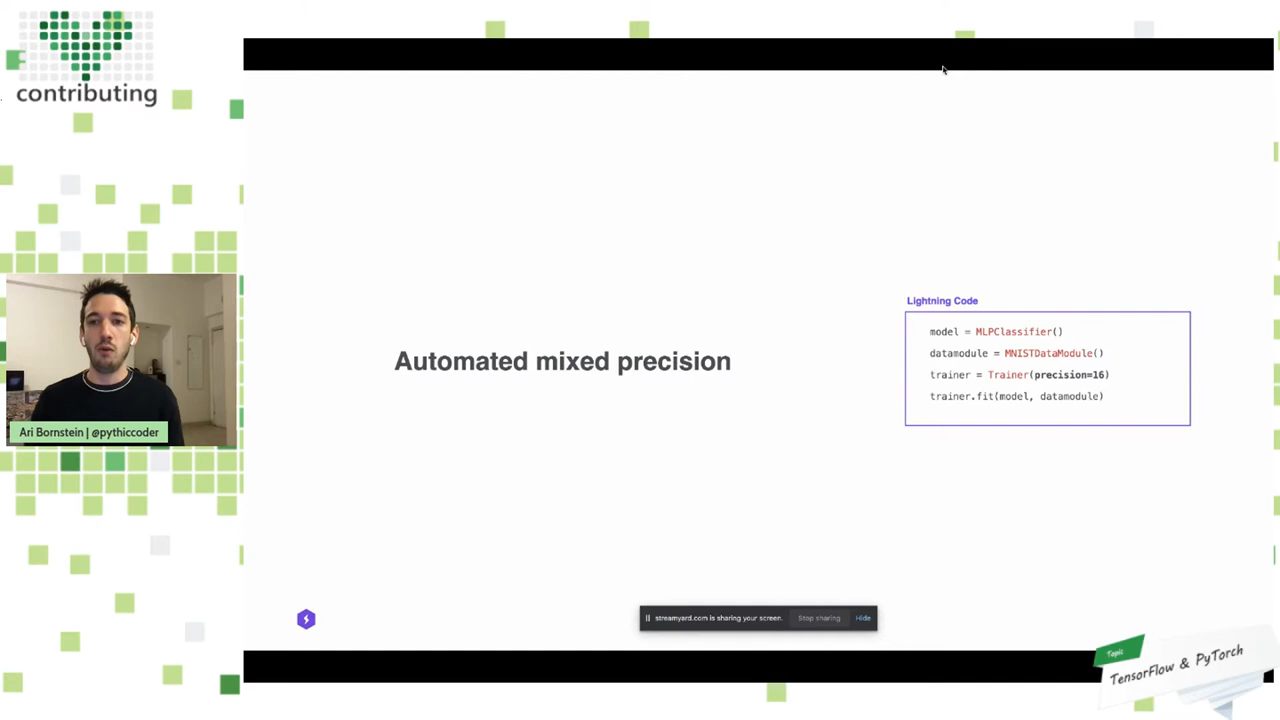 contributing
Ari Bornstein | @pythiccoder
Automated mixed precision
Lightning Code
model = MLPClassifier()
datamodule = MNISTDataModule()
trainer = Trainer(precision=16)
trainer.fit(model, datamodule)
streamyard.com is sharing your screen. Stop sharing Hide
Topic
TensorFlow & PyTorch